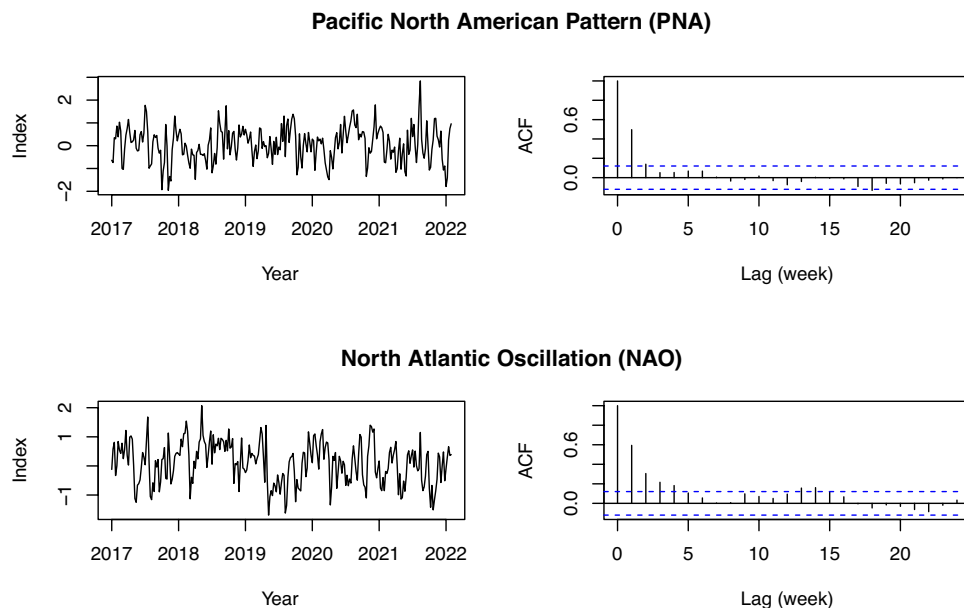 Pacific North American Pattern (PNA)
Index
2
0
−2
2017 2018 2019 2020 2021 2022
Year
ACF
0.6
0.0
0 5 10 15 20
Lag (week)
North Atlantic Oscillation (NAO)
Index
2
1
−1
2017 2018 2019 2020 2021 2022
Year
ACF
0.6
0.0
0 5 10 15 20
Lag (week)